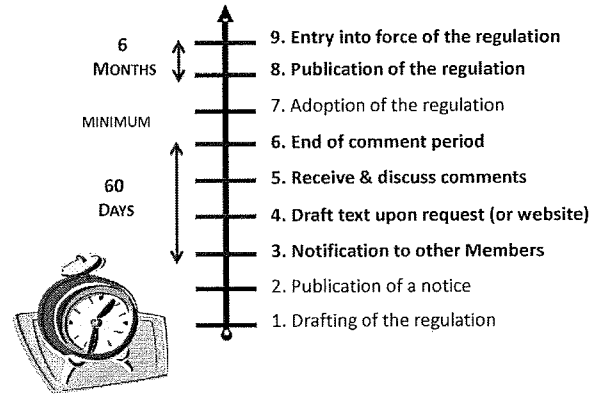 9. Entry into force of the regulation
6
MONTHS
8. Publication of the regulation
7. Adoption of the regulation
MINIMUM
6. End of comment period
5. Receive & discuss comments
60
DAYS
4. Draft text upon request (or website)
3. Notification to other Members
2. Publication of a notice
1. Drafting of the regulation